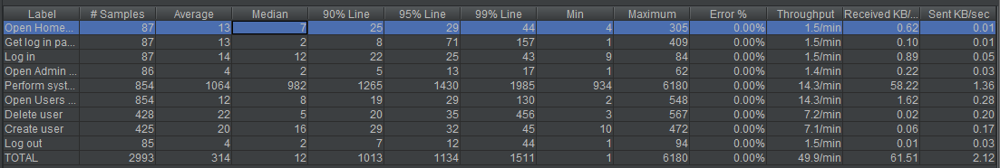 Label # Samples Average Median 90% Line 95% Line 99% Line Min Maximum Error % Throughput Received KB/... Sent KB/sec
Open Home... 87 13 7 25 29 44 4 305 0.00% 1.5/min 0.62 0.01
Get log in pa... 87 13 2 8 71 157 1 409 0.00% 1.5/min 0.10 0.01
Log in 87 14 12 22 25 43 9 84 0.00% 1.5/min 0.89 0.05
Open Admin ... 86 4 2 5 13 17 1 62 0.00% 1.4/min 0.22 0.03
Perform syst... 854 1064 982 1265 1430 1985 934 6180 0.00% 14.3/min 58.22 1.36
Open Users ... 854 12 8 19 29 130 2 548 0.00% 14.3/min 1.62 0.28
Delete user 428 22 5 20 35 456 3 567 0.00% 7.2/min 0.02 0.20
Create user 425 20 16 29 32 45 10 472 0.00% 7.1/min 0.06 0.17
Log out 85 4 2 7 12 44 1 94 0.00% 1.5/min 0.01 0.03
TOTAL 2993 314 12 1013 1134 1511 1 6180 0.00% 49.9/min 61.51 2.12